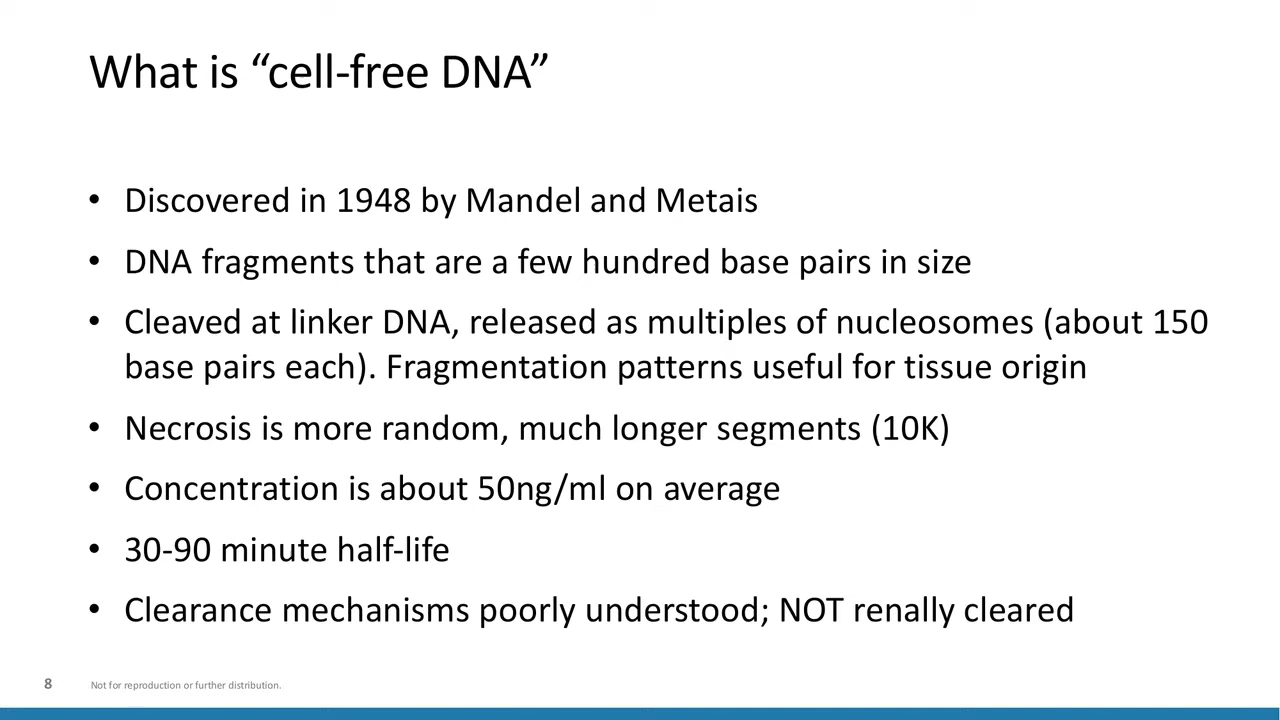 What is “cell-free DNA”
• Discovered in 1948 by Mandel and Metais
• DNA fragments that are a few hundred base pairs in size
• Cleaved at linker DNA, released as multiples of nucleosomes (about 150
base pairs each). Fragmentation patterns useful for tissue origin
• Necrosis is more random, much longer segments (10K)
• Concentration is about 50ng/ml on average
• 30-90 minute half-life
• Clearance mechanisms poorly understood; NOT renally cleared
8 Not for reproduction or further distribution.